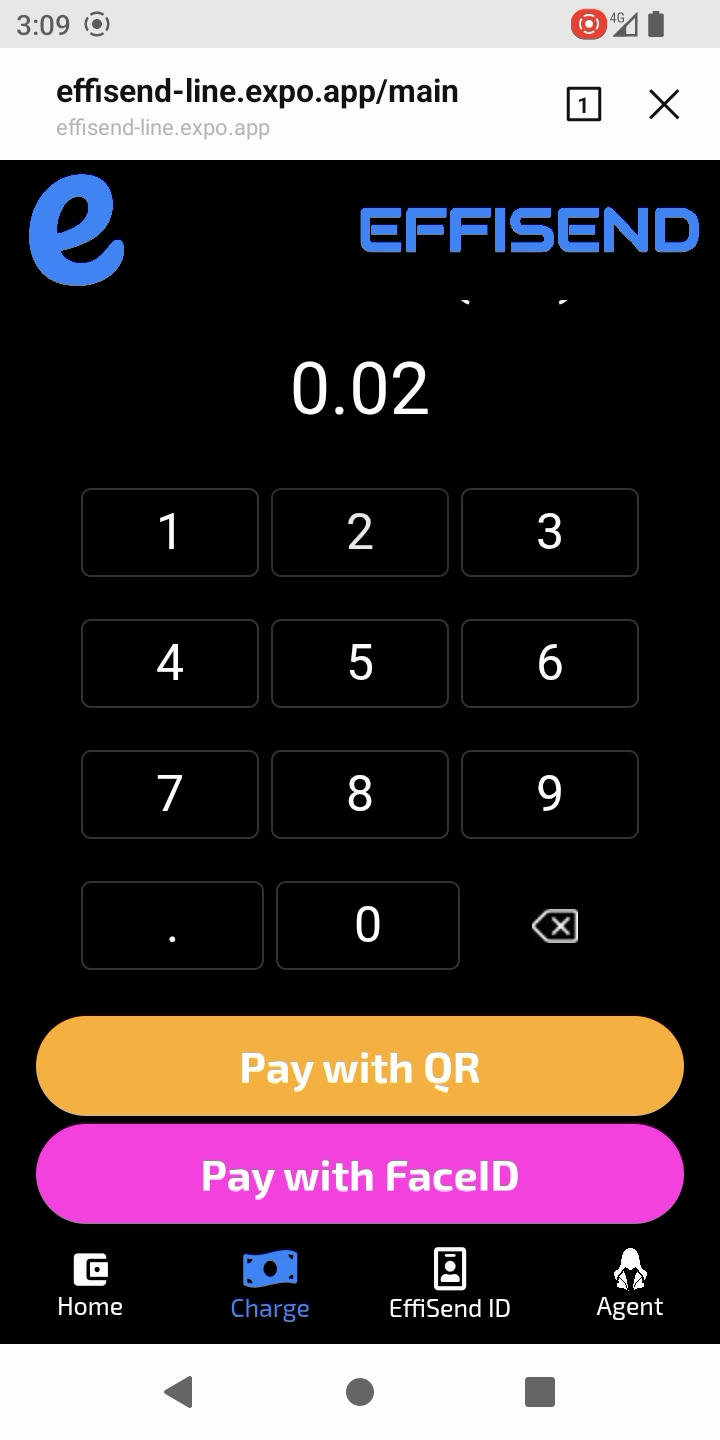 3:09
4G
effisend-line.expo.app/main
1
effisend-line.expo.app
e EFFISEND
0.02
1 2 3
4 5 6
7 8 9
. 0
Pay with QR
Pay with FaceID
Home Charge EffiSend ID Agent